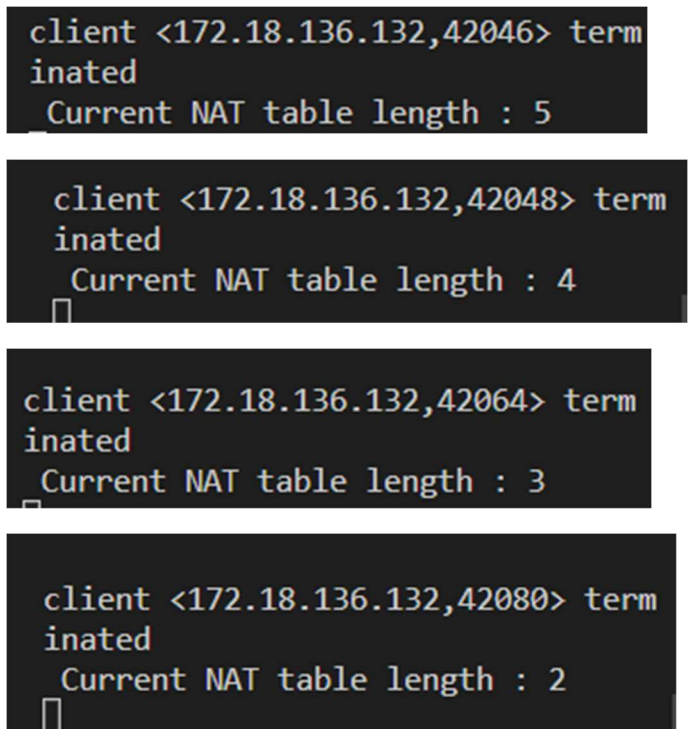 client <172.18.136.132,42046> term
inated
Current NAT table length : 5
client <172.18.136.132,42048> term
inated
Current NAT table length : 4
client <172.18.136.132,42064> term
inated
Current NAT table length : 3
client <172.18.136.132,42080> term
inated
Current NAT table length : 2